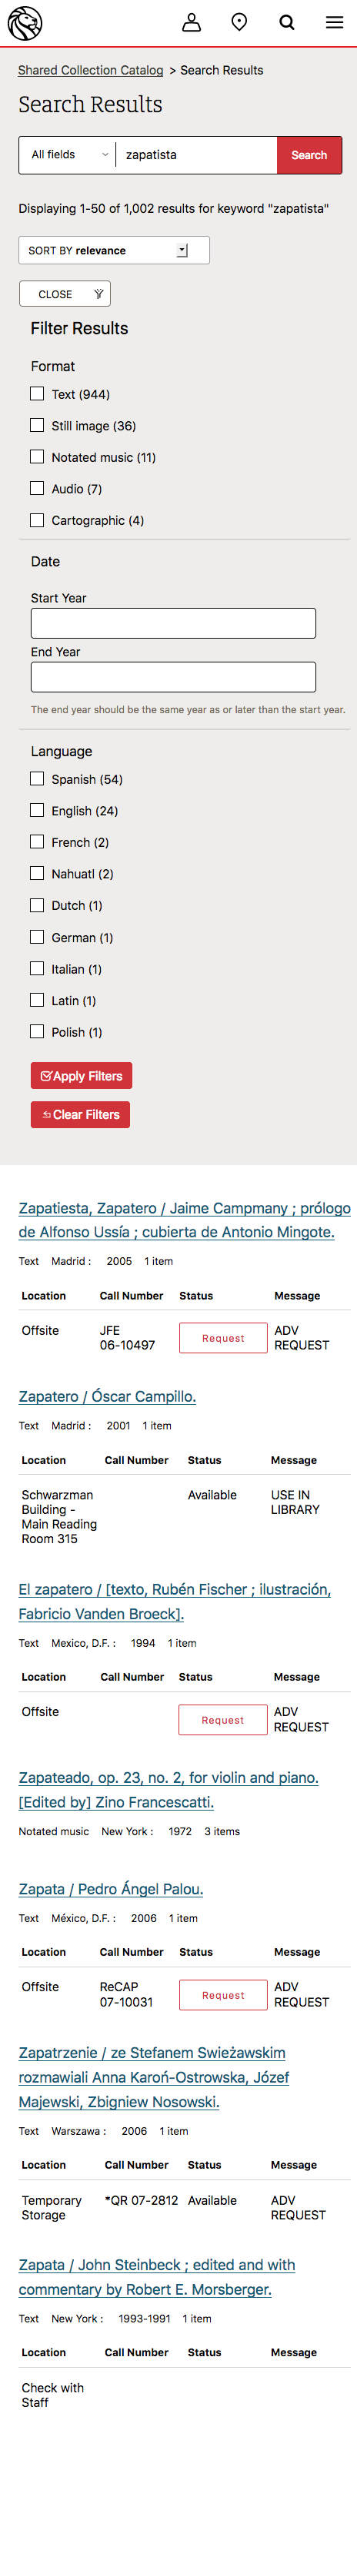 Shared Collection Catalog > Search Results
Search Results
All fields zapatista Search
Displaying 1-50 of 1,002 results for keyword "zapatista"
SORT BY relevance
CLOSE
Filter Results
Format
Text (944)
Still image (36)
Notated music (11)
Audio (7)
Cartographic (4)
Date
Start Year
End Year
The end year should be the same year as or later than the start year.
Language
Spanish (54)
English (24)
French (2)
Nahuatl (2)
Dutch (1)
German (1)
Italian (1)
Latin (1)
Polish (1)
Apply Filters
Clear Filters
Zapatiesta, Zapatero / Jaime Campmany ; prólogo
de Alfonso Ussía ; cubierta de Antonio Mingote.
Text Madrid : 2005 1 item
Location Call Number Status Message
Offsite JFE Request ADV
06-10497 REQUEST
Zapatero / Óscar Campillo.
Text Madrid : 2001 1 item
Location Call Number Status Message
Schwarzman Available USE IN
Building - LIBRARY
Main Reading
Room 315
El zapatero / [texto, Rubén Fischer ; ilustración,
Fabricio Vanden Broeck].
Text Mexico, D.F. : 1994 1 item
Location Call Number Status Message
Offsite Request ADV
REQUEST
Zapateado, op. 23, no. 2, for violin and piano.
[Edited by] Zino Francescatti.
Notated music New York : 1972 3 items
Zapata / Pedro Ángel Palou.
Text México, D.F. : 2006 1 item
Location Call Number Status Message
Offsite ReCAP Request ADV
07-10031 REQUEST
Zapatrzenie / ze Stefanem Swieżawskim
rozmawiali Anna Karoń-Ostrowska, Józef
Majewski, Zbigniew Nosowski.
Text Warszawa : 2006 1 item
Location Call Number Status Message
Temporary *QR 07-2812 Available ADV
Storage REQUEST
Zapata / John Steinbeck ; edited and with
commentary by Robert E. Morsberger.
Text New York : 1993-1991 1 item
Location Call Number Status Message
Check with
Staff